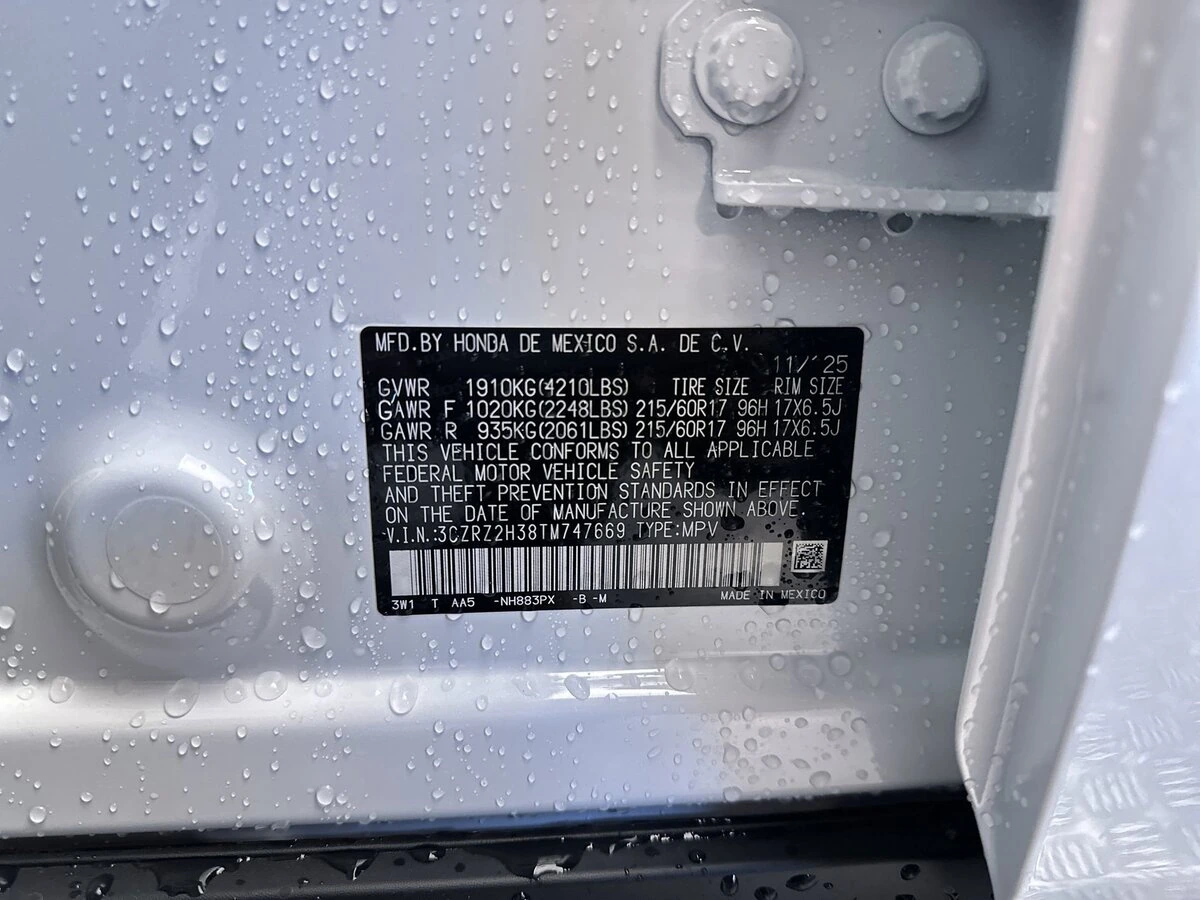 MFD.BY HONDA DE MEXICO S.A. DE C.V.
11/'25
GVWR 1910KG(4210LBS) TIRE SIZE RIM SIZE
GAWR F 1020KG(2248LBS) 215/60R17 96H 17X6.5J
GAWR R 935KG(2061LBS) 215/60R17 96H 17X6.5J
THIS VEHICLE CONFORMS TO ALL APPLICABLE
FEDERAL MOTOR VEHICLE SAFETY
AND THEFT PREVENTION STANDARDS IN EFFECT
ON THE DATE OF MANUFACTURE SHOWN ABOVE.
V.I.N.:3CZRZ2H38TM747669 TYPE:MPV
3W1 T AA5 -NH883PX -B -M MADE IN MEXICO